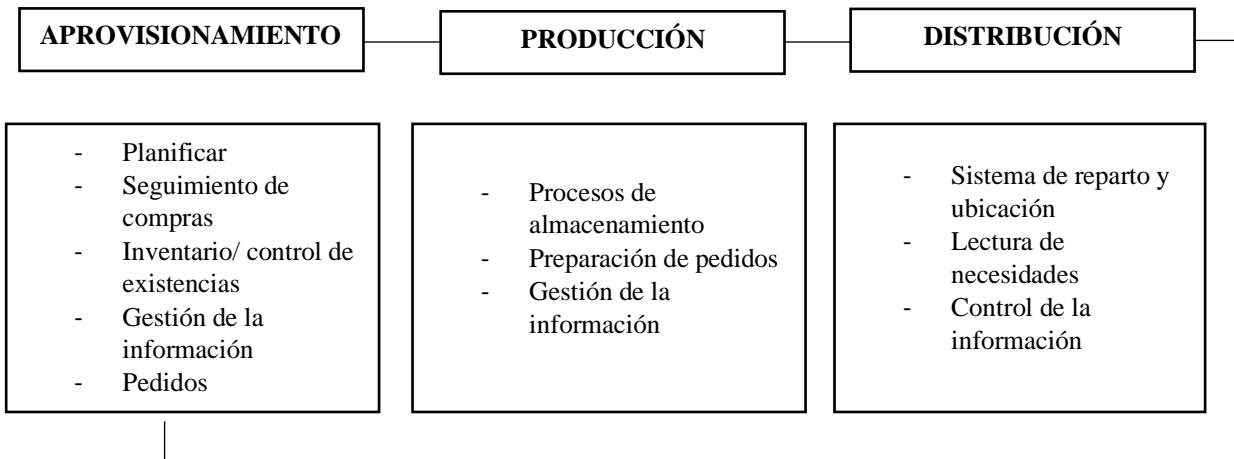 APROVISIONAMIENTO
PRODUCCIÓN
DISTRIBUCIÓN
- Planificar
- Seguimiento de
compras
- Inventario/ control de
existencias
- Gestión de la
información
- Pedidos
- Procesos de
almacenamiento
- Preparación de pedidos
- Gestión de la
información
- Sistema de reparto y
ubicación
- Lectura de
necesidades
- Control de la
información